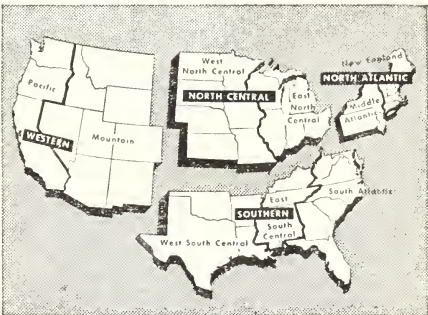 West
North Central
New England
NORTH ATLANTIC
Pacific
NORTH CENTRAL
East
North
Central
Middle
Atlantic
WESTERN
Mountain
East
South Atlantic
SOUTHERN
South
Central
West South Central